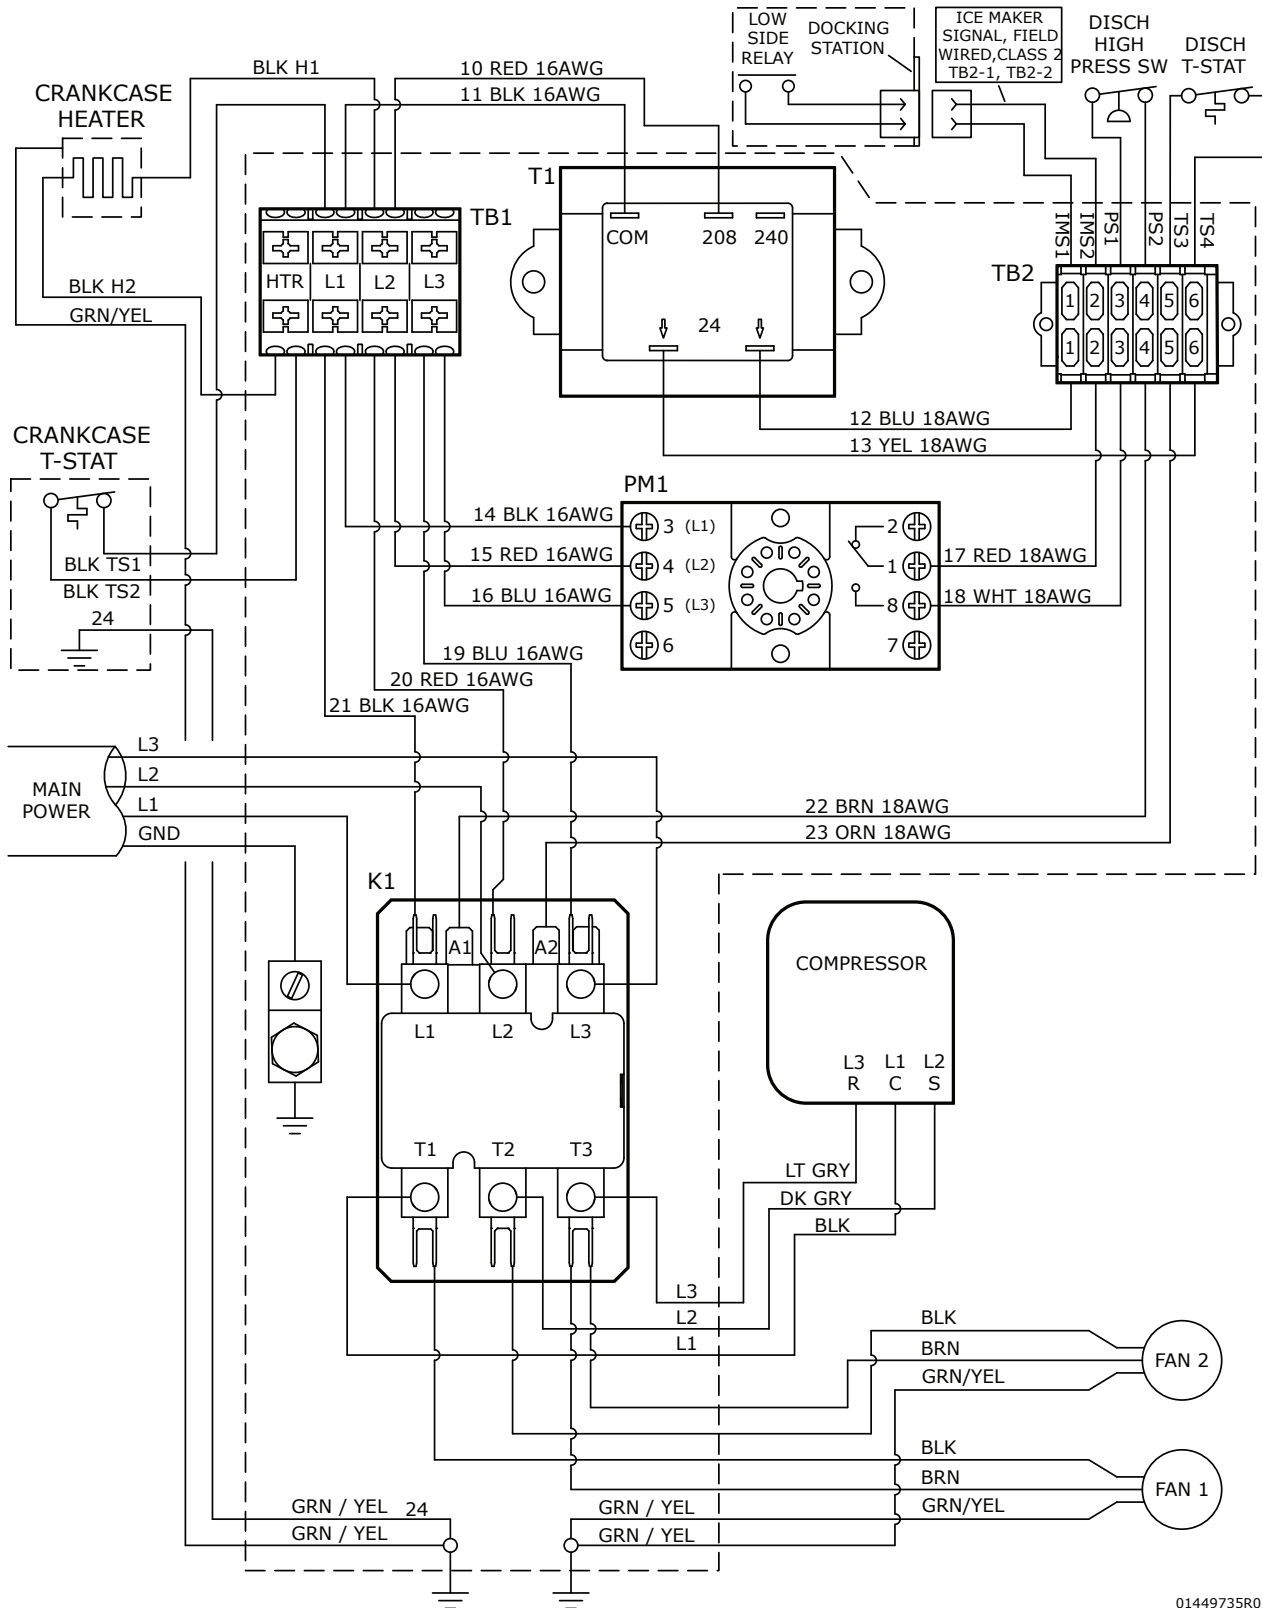 LOW
SIDE
RELAY
DOCKING
STATION
ICE MAKER
SIGNAL, FIELD
WIRED,CLASS 2
TB2-1, TB2-2
DISCH
HIGH
PRESS SW
DISCH
T-STAT
BLK H1
10 RED 16AWG
11 BLK 16AWG
CRANKCASE
HEATER
T1
TB1
COM
208
240
24
IMS1
IMS2
PS1
PS2
TS3
TS4
TB2
HTR
L1
L2
L3
1
2
3
4
5
6
1
2
3
4
5
6
BLK H2
GRN/YEL
12 BLU 18AWG
13 YEL 18AWG
CRANKCASE
T-STAT
PM1
14 BLK 16AWG
3 (L1)
2
15 RED 16AWG
4 (L2)
1
17 RED 18AWG
16 BLU 16AWG
5 (L3)
8
18 WHT 18AWG
6
7
BLK TS1
BLK TS2
24
19 BLU 16AWG
20 RED 16AWG
21 BLK 16AWG
L3
L2
L1
GND
MAIN
POWER
22 BRN 18AWG
23 ORN 18AWG
K1
A1
A2
L1
L2
L3
T1
T2
T3
COMPRESSOR
L3
R
L1
C
L2
S
LT GRY
DK GRY
BLK
L3
L2
L1
BLK
BRN
GRN/YEL
FAN 2
BLK
BRN
GRN/YEL
FAN 1
GRN / YEL 24
GRN / YEL
GRN / YEL
GRN / YEL
01449735R0